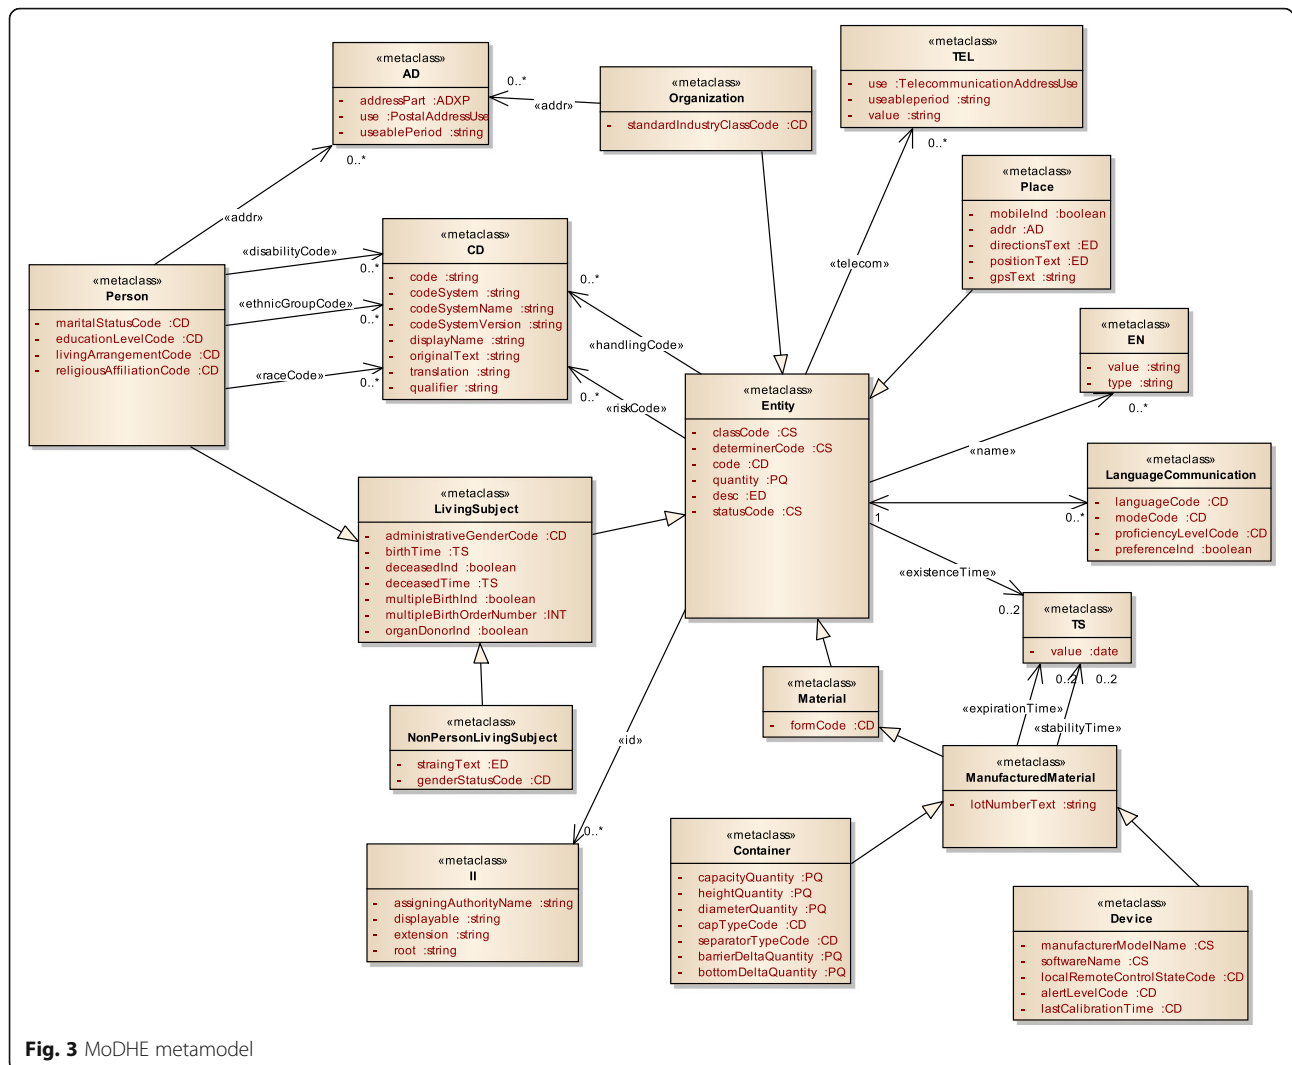 «metaclass»
AD
- addressPart :ADXP
- use :PostalAddressUse
- useablePeriod :string
0..*
«addr»
«metaclass»
Organization
- standardIndustryClassCode :CD
«metaclass»
TEL
- use :TelecommunicationAddressUse
- useableperiod :string
- value :string
0..*
«telecom»
«metaclass»
Place
- mobileInd :boolean
- addr :AD
- directionsText :ED
- positionText :ED
- gpsText :string
0..*
«addr»
«metaclass»
Person
- maritalStatusCode :CD
- educationLevelCode :CD
- livingArrangementCode :CD
- religiousAffiliationCode :CD
«disabilityCode»
0..*
«ethnicGroupCode»
0..*
«raceCode»
0..*
«metaclass»
CD
- code :string
- codeSystem :string
- codeSystemName :string
- codeSystemVersion :string
- displayName :string
- originalText :string
- translation :string
- qualifier :string
0..*
«handlingCode»
0..*
«riskCode»
«metaclass»
Entity
- classCode :CS
- determinerCode :CS
- code :CD
- quantity :PQ
- desc :ED
- statusCode :CS
«metaclass»
EN
- value :string
- type :string
0..*
«name»
«metaclass»
LanguageCommunication
- languageCode :CD
- modeCode :CD
- proficiencyLevelCode :CD
- preferenceInd :boolean
1
0..*
«existenceTime»
0..2
«metaclass»
TS
- value :date
0..2
0..2
«expirationTime»
«stabilityTime»
«metaclass»
LivingSubject
- administrativeGenderCode :CD
- birthTime :TS
- deceasedInd :boolean
- deceasedTime :TS
- multipleBirthInd :boolean
- multipleBirthOrderNumber :INT
- organDonorInd :boolean
«metaclass»
Material
- formCode :CD
«metaclass»
NonPersonLivingSubject
- straingText :ED
- genderStatusCode :CD
«id»
0..*
«metaclass»
ManufacturedMaterial
- lotNumberText :string
«metaclass»
II
- assigningAuthorityName :string
- displayable :string
- extension :string
- root :string
«metaclass»
Container
- capacityQuantity :PQ
- heightQuantity :PQ
- diameterQuantity :PQ
- capTypeCode :CD
- separatorTypeCode :CD
- barrierDeltaQuantity :PQ
- bottomDeltaQuantity :PQ
«metaclass»
Device
- manufacturerModelName :CS
- softwareName :CS
- localRemoteControlStateCode :CD
- alertLevelCode :CD
- lastCalibrationTime :CD
Fig. 3 MoDHE metamodel